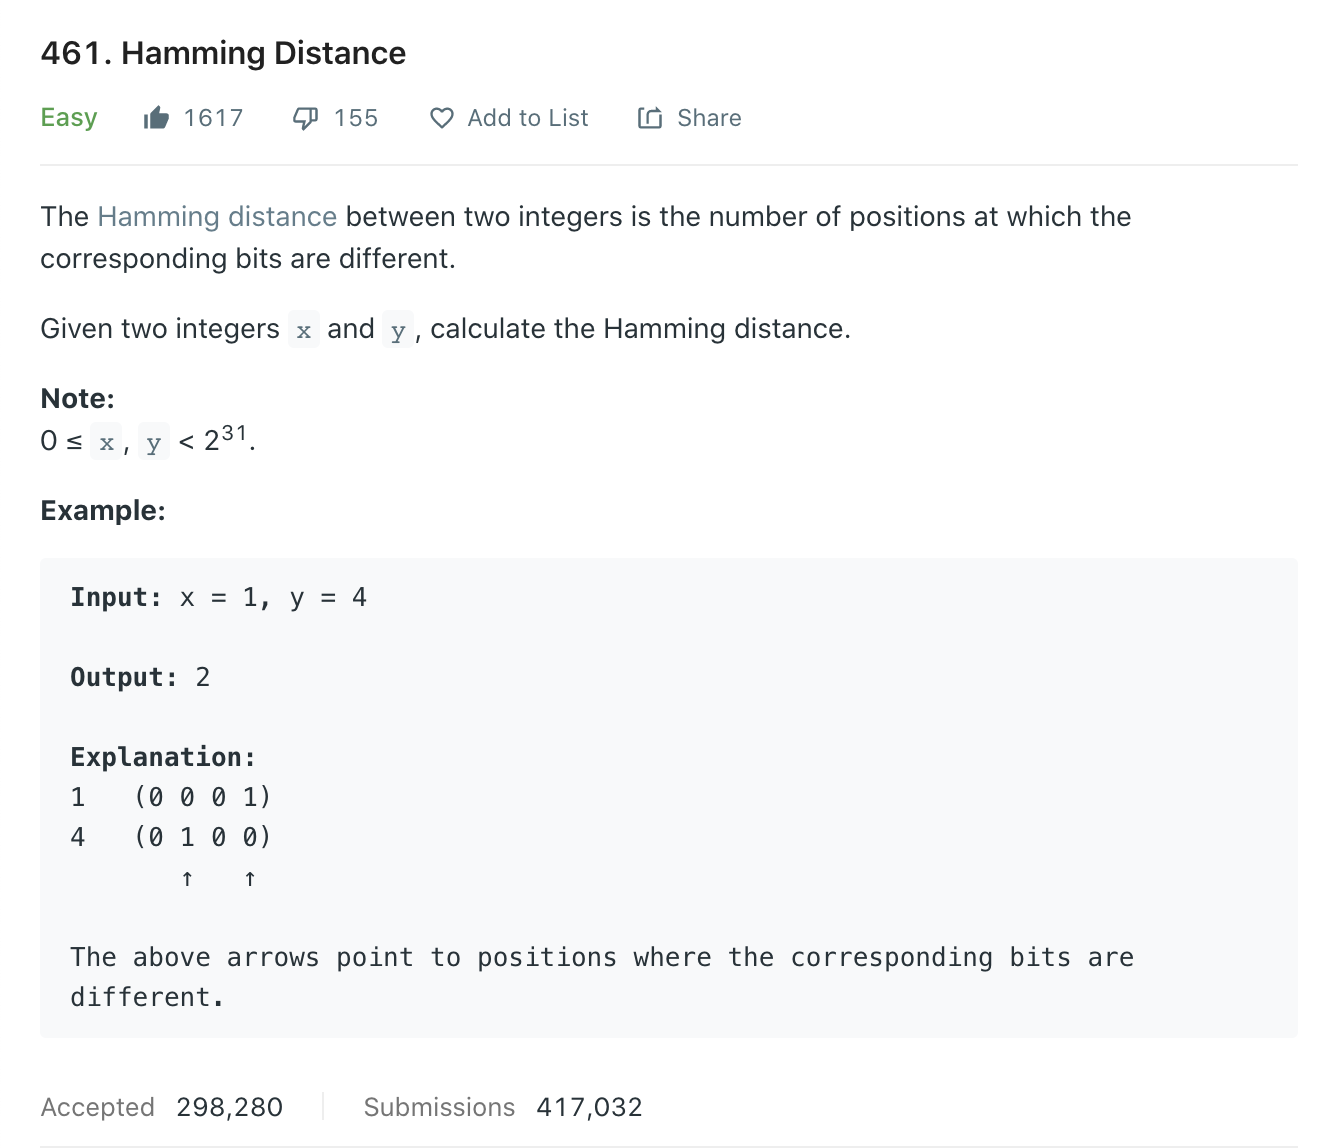 461. Hamming Distance
Easy 1617 155 Add to List Share
The Hamming distance between two integers is the number of positions at which the
corresponding bits are different.
Given two integers x and y, calculate the Hamming distance.
Note:
0 ≤ x, y < 2³¹.
Example:
Input: x = 1, y = 4
Output: 2
Explanation:
1   (0 0 0 1)
4   (0 1 0 0)
       ↑   ↑
The above arrows point to positions where the corresponding bits are
different.
Accepted 298,280 Submissions 417,032